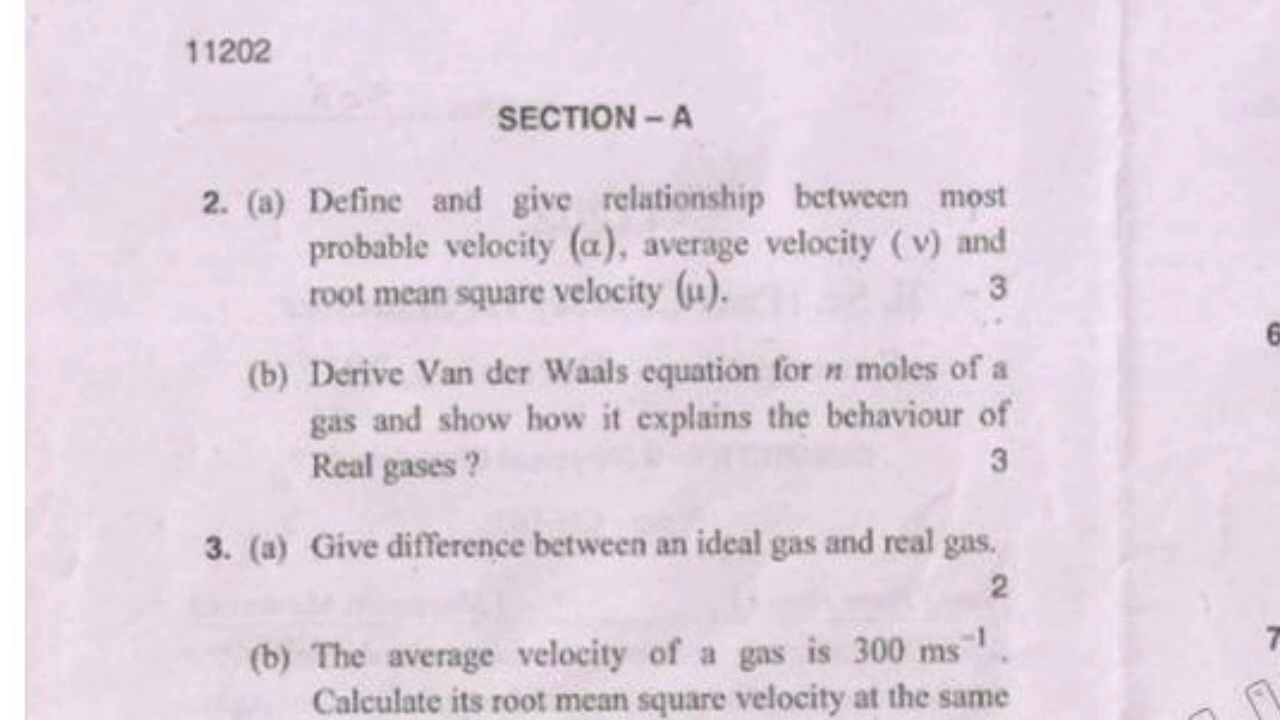 11202
SECTION – A
2. (a) Define and give relationship between most
probable velocity (α), average velocity ( ν) and
root mean square velocity (μ). 3
(b) Derive Van der Waals equation for n moles of a
gas and show how it explains the behaviour of
Real gases ? 3
3. (a) Give difference between an ideal gas and real gas.
2
(b) The average velocity of a gas is 300 ms⁻¹.
Calculate its root mean square velocity at the same
6
7